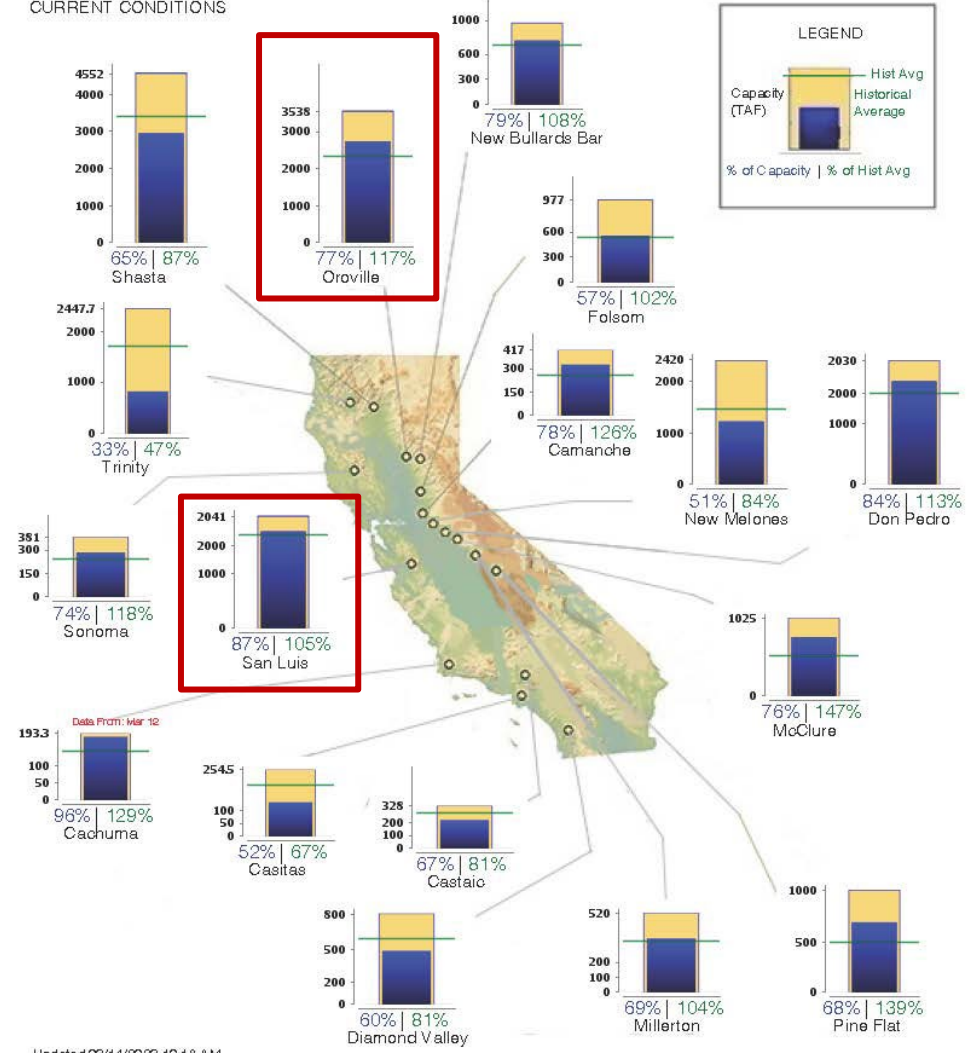 CURRENT CONDITIONS
LEGEND
Hist Avg
Capacity
(TAF)
Historical
Average
% of Capacity | % of Hist Avg
4552
4000
3000
2000
1000
0
65% | 87%
Shasta
3538
3000
2000
1000
0
77% | 117%
Oroville
1000
600
300
0
79% | 108%
New Bullards Bar
977
600
300
0
57% | 102%
Folsom
2447.7
2000
1000
0
33% | 47%
Trinity
417
300
150
0
78% | 126%
Camanche
2420
2000
1000
0
51% | 84%
New Melones
2030
2000
1000
0
84% | 113%
Don Pedro
381
300
150
0
74% | 118%
Sonoma
2041
2000
1000
0
87% | 105%
San Luis
1025
0
76% | 147%
McClure
Data From: Mar 12
193.3
100
50
0
96% | 129%
Cachuma
254.5
100
50
0
52% | 67%
Casitas
328
200
100
0
67% | 81%
Castaic
800
500
200
0
60% | 81%
Diamond Valley
520
200
100
0
69% | 104%
Millerton
1000
500
0
68% | 139%
Pine Flat